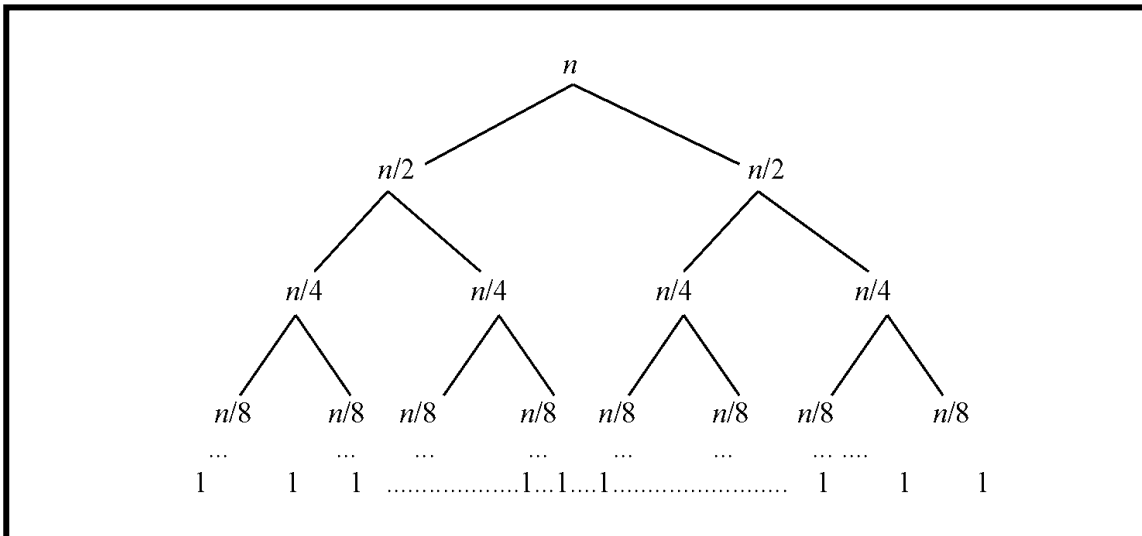 n
n/2 n/2
n/4 n/4 n/4 n/4
n/8 n/8 n/8 n/8 n/8 n/8 n/8 n/8
... ... ... ... ... ... ... ....
1 1 1 ...................1...1....1......................... 1 1 1